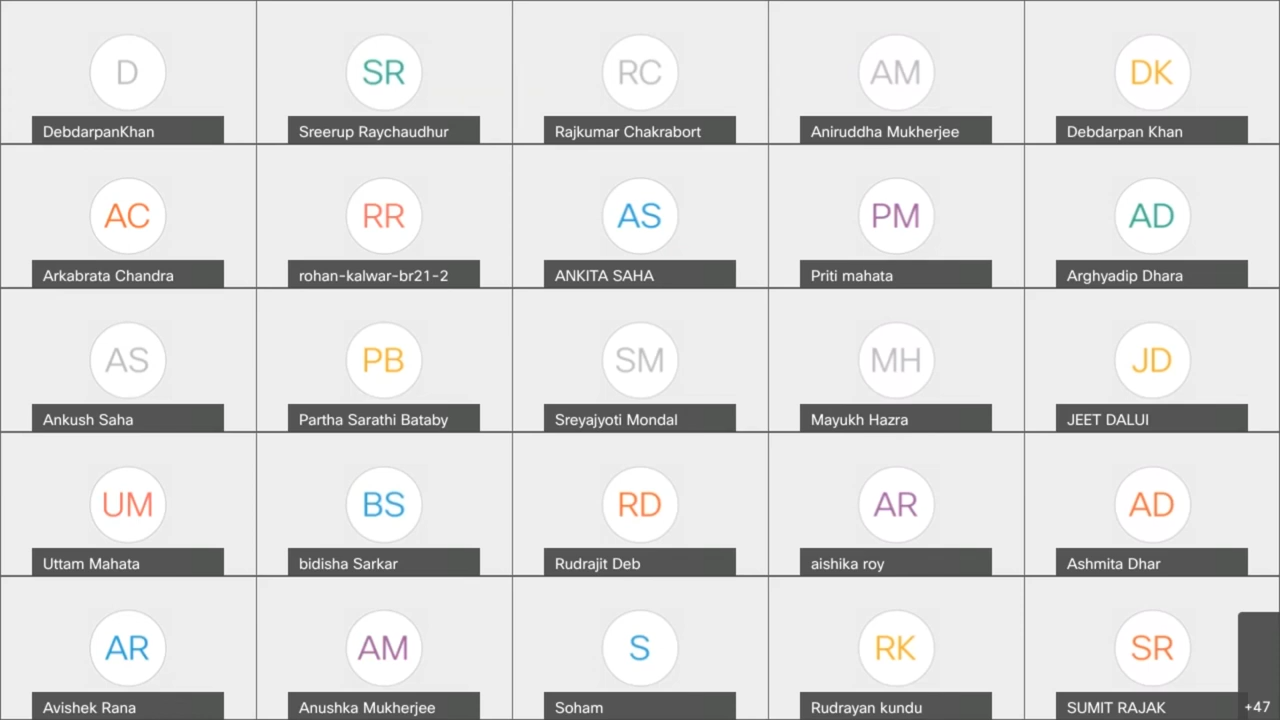 D
SR
RC
AM
DK
DebdarpanKhan
Sreerup Raychaudhur
Rajkumar Chakrabort
Aniruddha Mukherjee
Debdarpan Khan
AC
RR
AS
PM
AD
Arkabrata Chandra
rohan-kalwar-br21-2
ANKITA SAHA
Priti mahata
Arghyadip Dhara
AS
PB
SM
MH
JD
Ankush Saha
Partha Sarathi Bataby
Sreyajyoti Mondal
Mayukh Hazra
JEET DALUI
UM
BS
RD
AR
AD
Uttam Mahata
bidisha Sarkar
Rudrajit Deb
aishika roy
Ashmita Dhar
AR
AM
S
RK
SR
Avishek Rana
Anushka Mukherjee
Soham
Rudrayan kundu
SUMIT RAJAK
+47